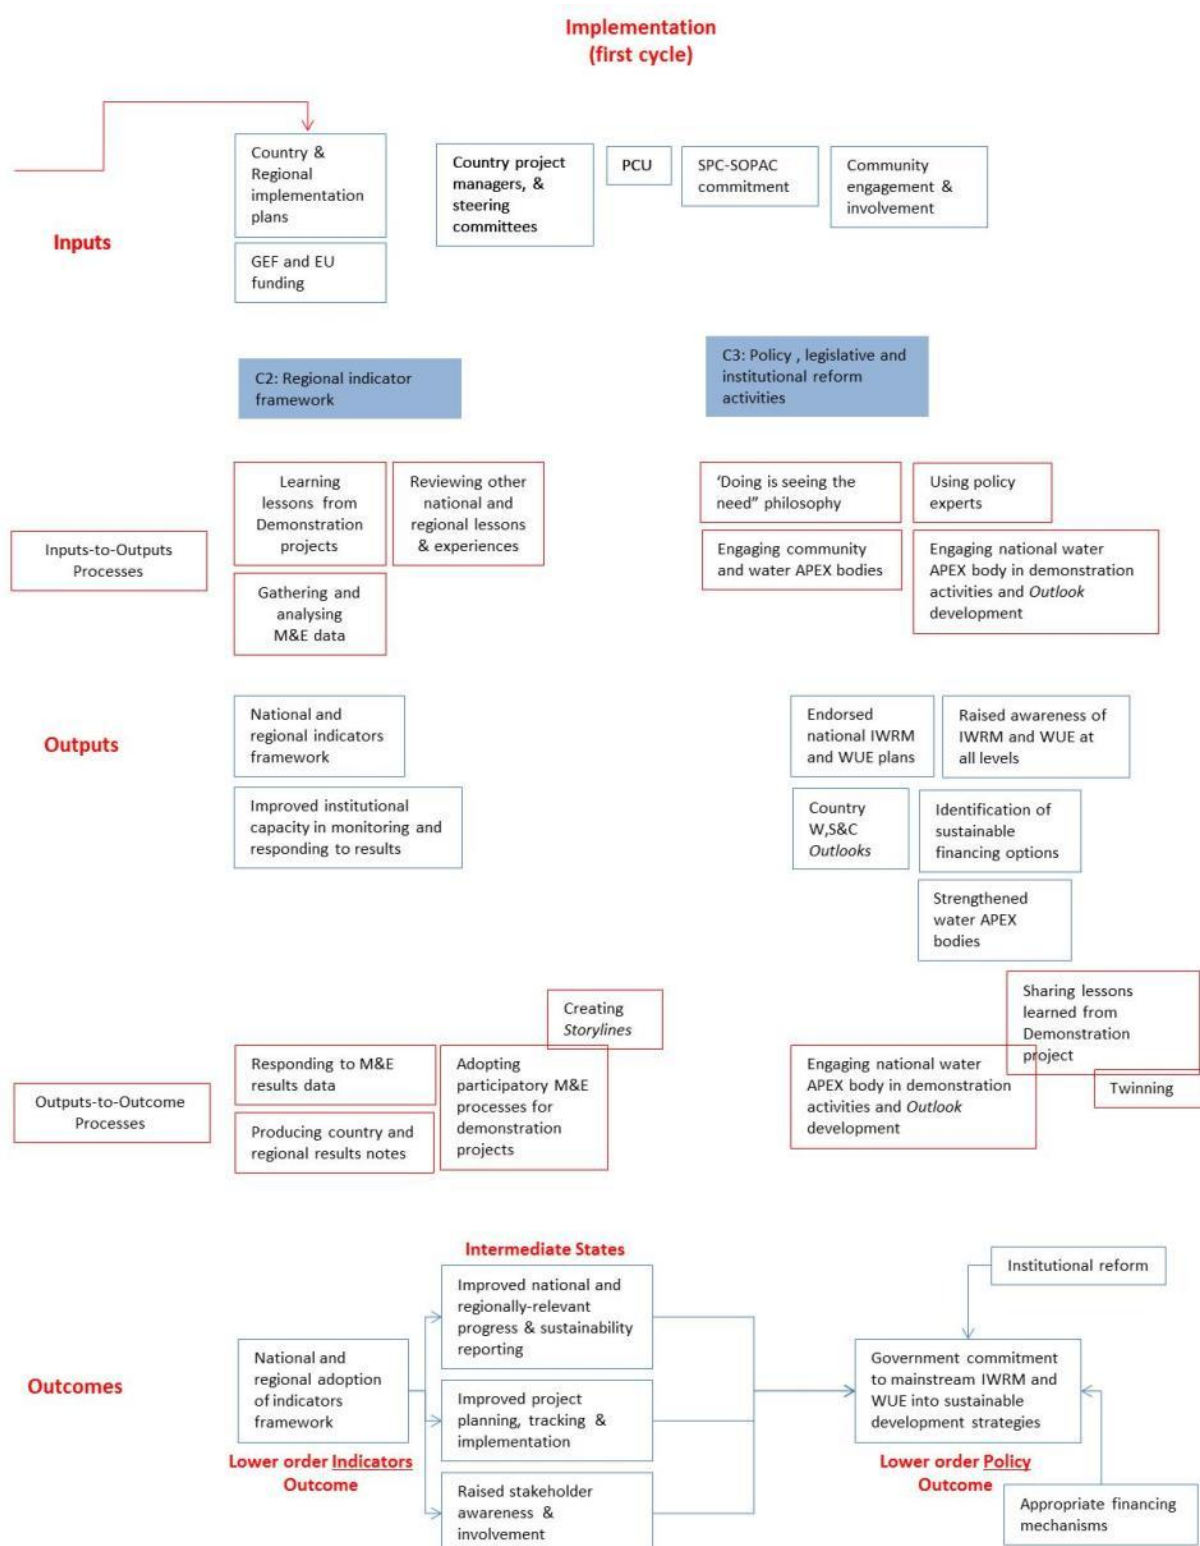 Implementation
(first cycle)
Country &
Regional
implementation
plans
Country project
managers, &
steering
committees
PCU
SPC-SOPAC
commitment
Community
engagement &
involvement
Inputs
GEF and EU
funding
C2: Regional indicator
framework
C3: Policy , legislative and
institutional reform
activities
Learning
lessons from
Demonstration
projects
Reviewing other
national and
regional lessons
& experiences
‘Doing is seeing the
need” philosophy
Using policy
experts
Inputs-to-Outputs
Processes
Engaging community
and water APEX bodies
Engaging national water
APEX body in demonstration
activities and Outlook
development
Gathering and
analysing
M&E data
Outputs
National and
regional indicators
framework
Endorsed
national IWRM
and WUE plans
Raised awareness of
IWRM and WUE at
all levels
Improved institutional
capacity in monitoring and
responding to results
Country
W,S&C
Outlooks
Identification of
sustainable
financing options
Strengthened
water APEX
bodies
Creating
Storylines
Sharing lessons
learned from
Demonstration
project
Outputs-to-Outcome
Processes
Responding to M&E
results data
Adopting
participatory M&E
processes for
demonstration
projects
Engaging national water
APEX body in demonstration
activities and Outlook
development
Twinning
Producing country and
regional results notes
Intermediate States
Improved national and
regionally-relevant
progress & sustainability
reporting
Institutional reform
Outcomes
National and
regional adoption
of indicators
framework
Improved project
planning, tracking &
implementation
Government commitment
to mainstream IWRM and
WUE into sustainable
development strategies
Lower order Indicators
Outcome
Lower order Policy
Outcome
Raised stakeholder
awareness &
involvement
Appropriate financing
mechanisms